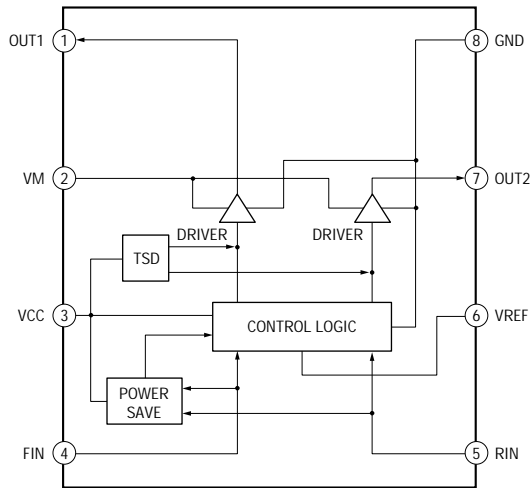 OUT1 1
8 GND
VM 2
7 OUT2
DRIVER
DRIVER
TSD
VCC 3
CONTROL LOGIC
6 VREF
POWER
SAVE
FIN 4
5 RIN